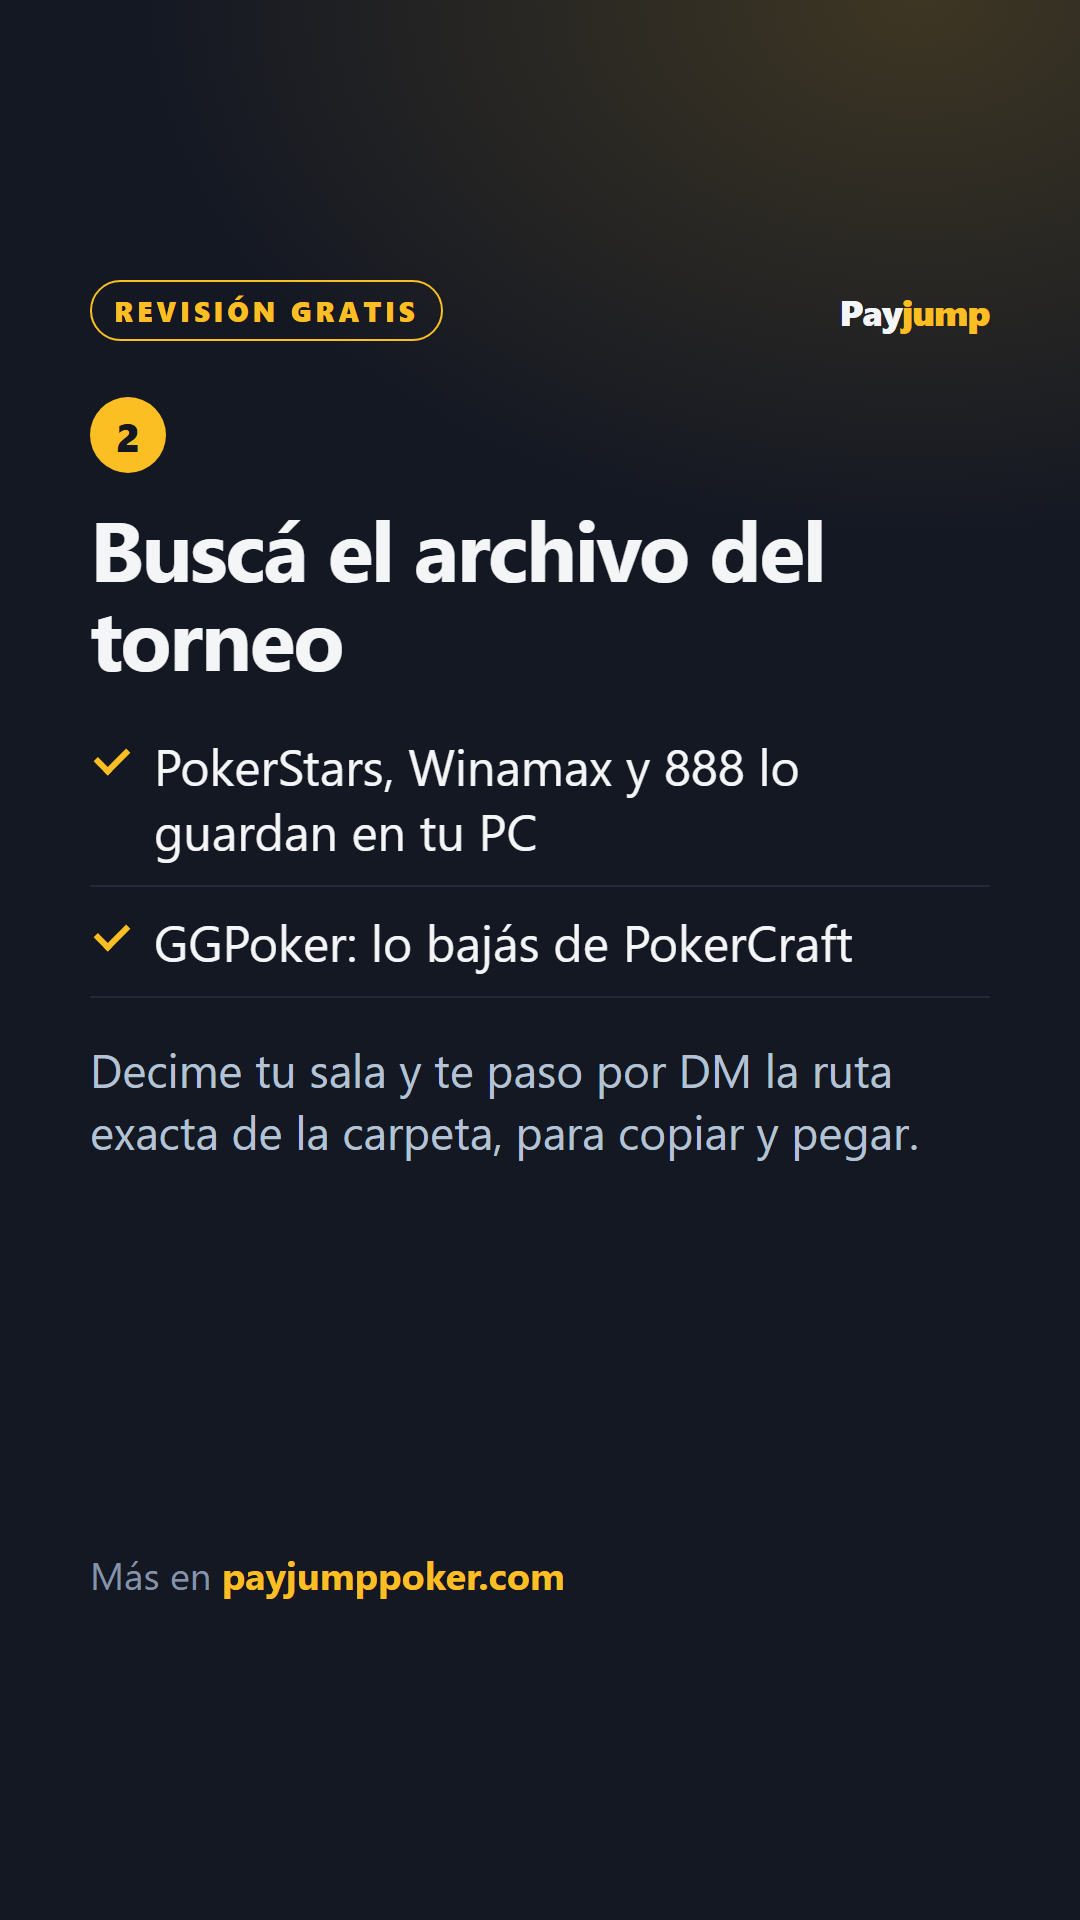 REVISIÓN GRATIS
Payjump
2
Buscá el archivo del
torneo
PokerStars, Winamax y 888 lo
guardan en tu PC
GGPoker: lo bajás de PokerCraft
Decime tu sala y te paso por DM la ruta
exacta de la carpeta, para copiar y pegar.
Más en payjumppoker.com